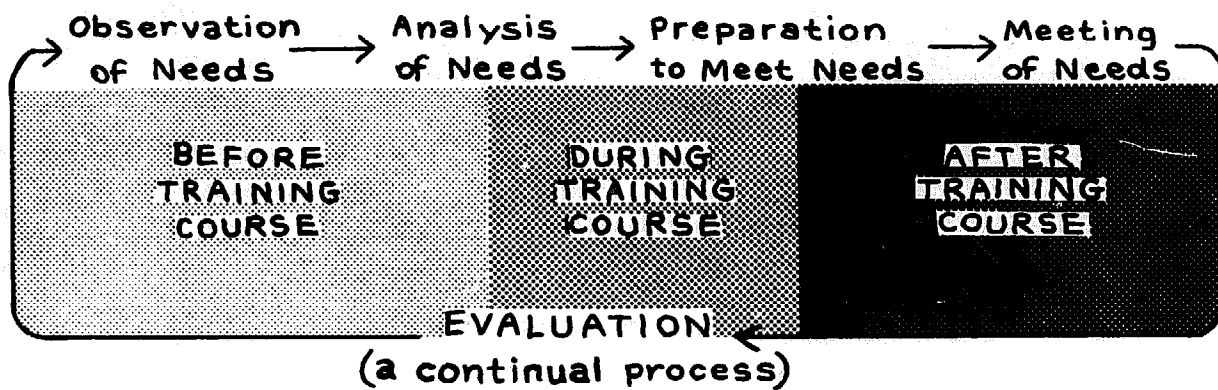 Observation
of Needs
Analysis
of Needs
Preparation
to Meet Needs
Meeting
of Needs
BEFORE
TRAINING
COURSE
DURING
TRAINING
COURSE
AFTER
TRAINING
COURSE
EVALUATION
(a continual process)